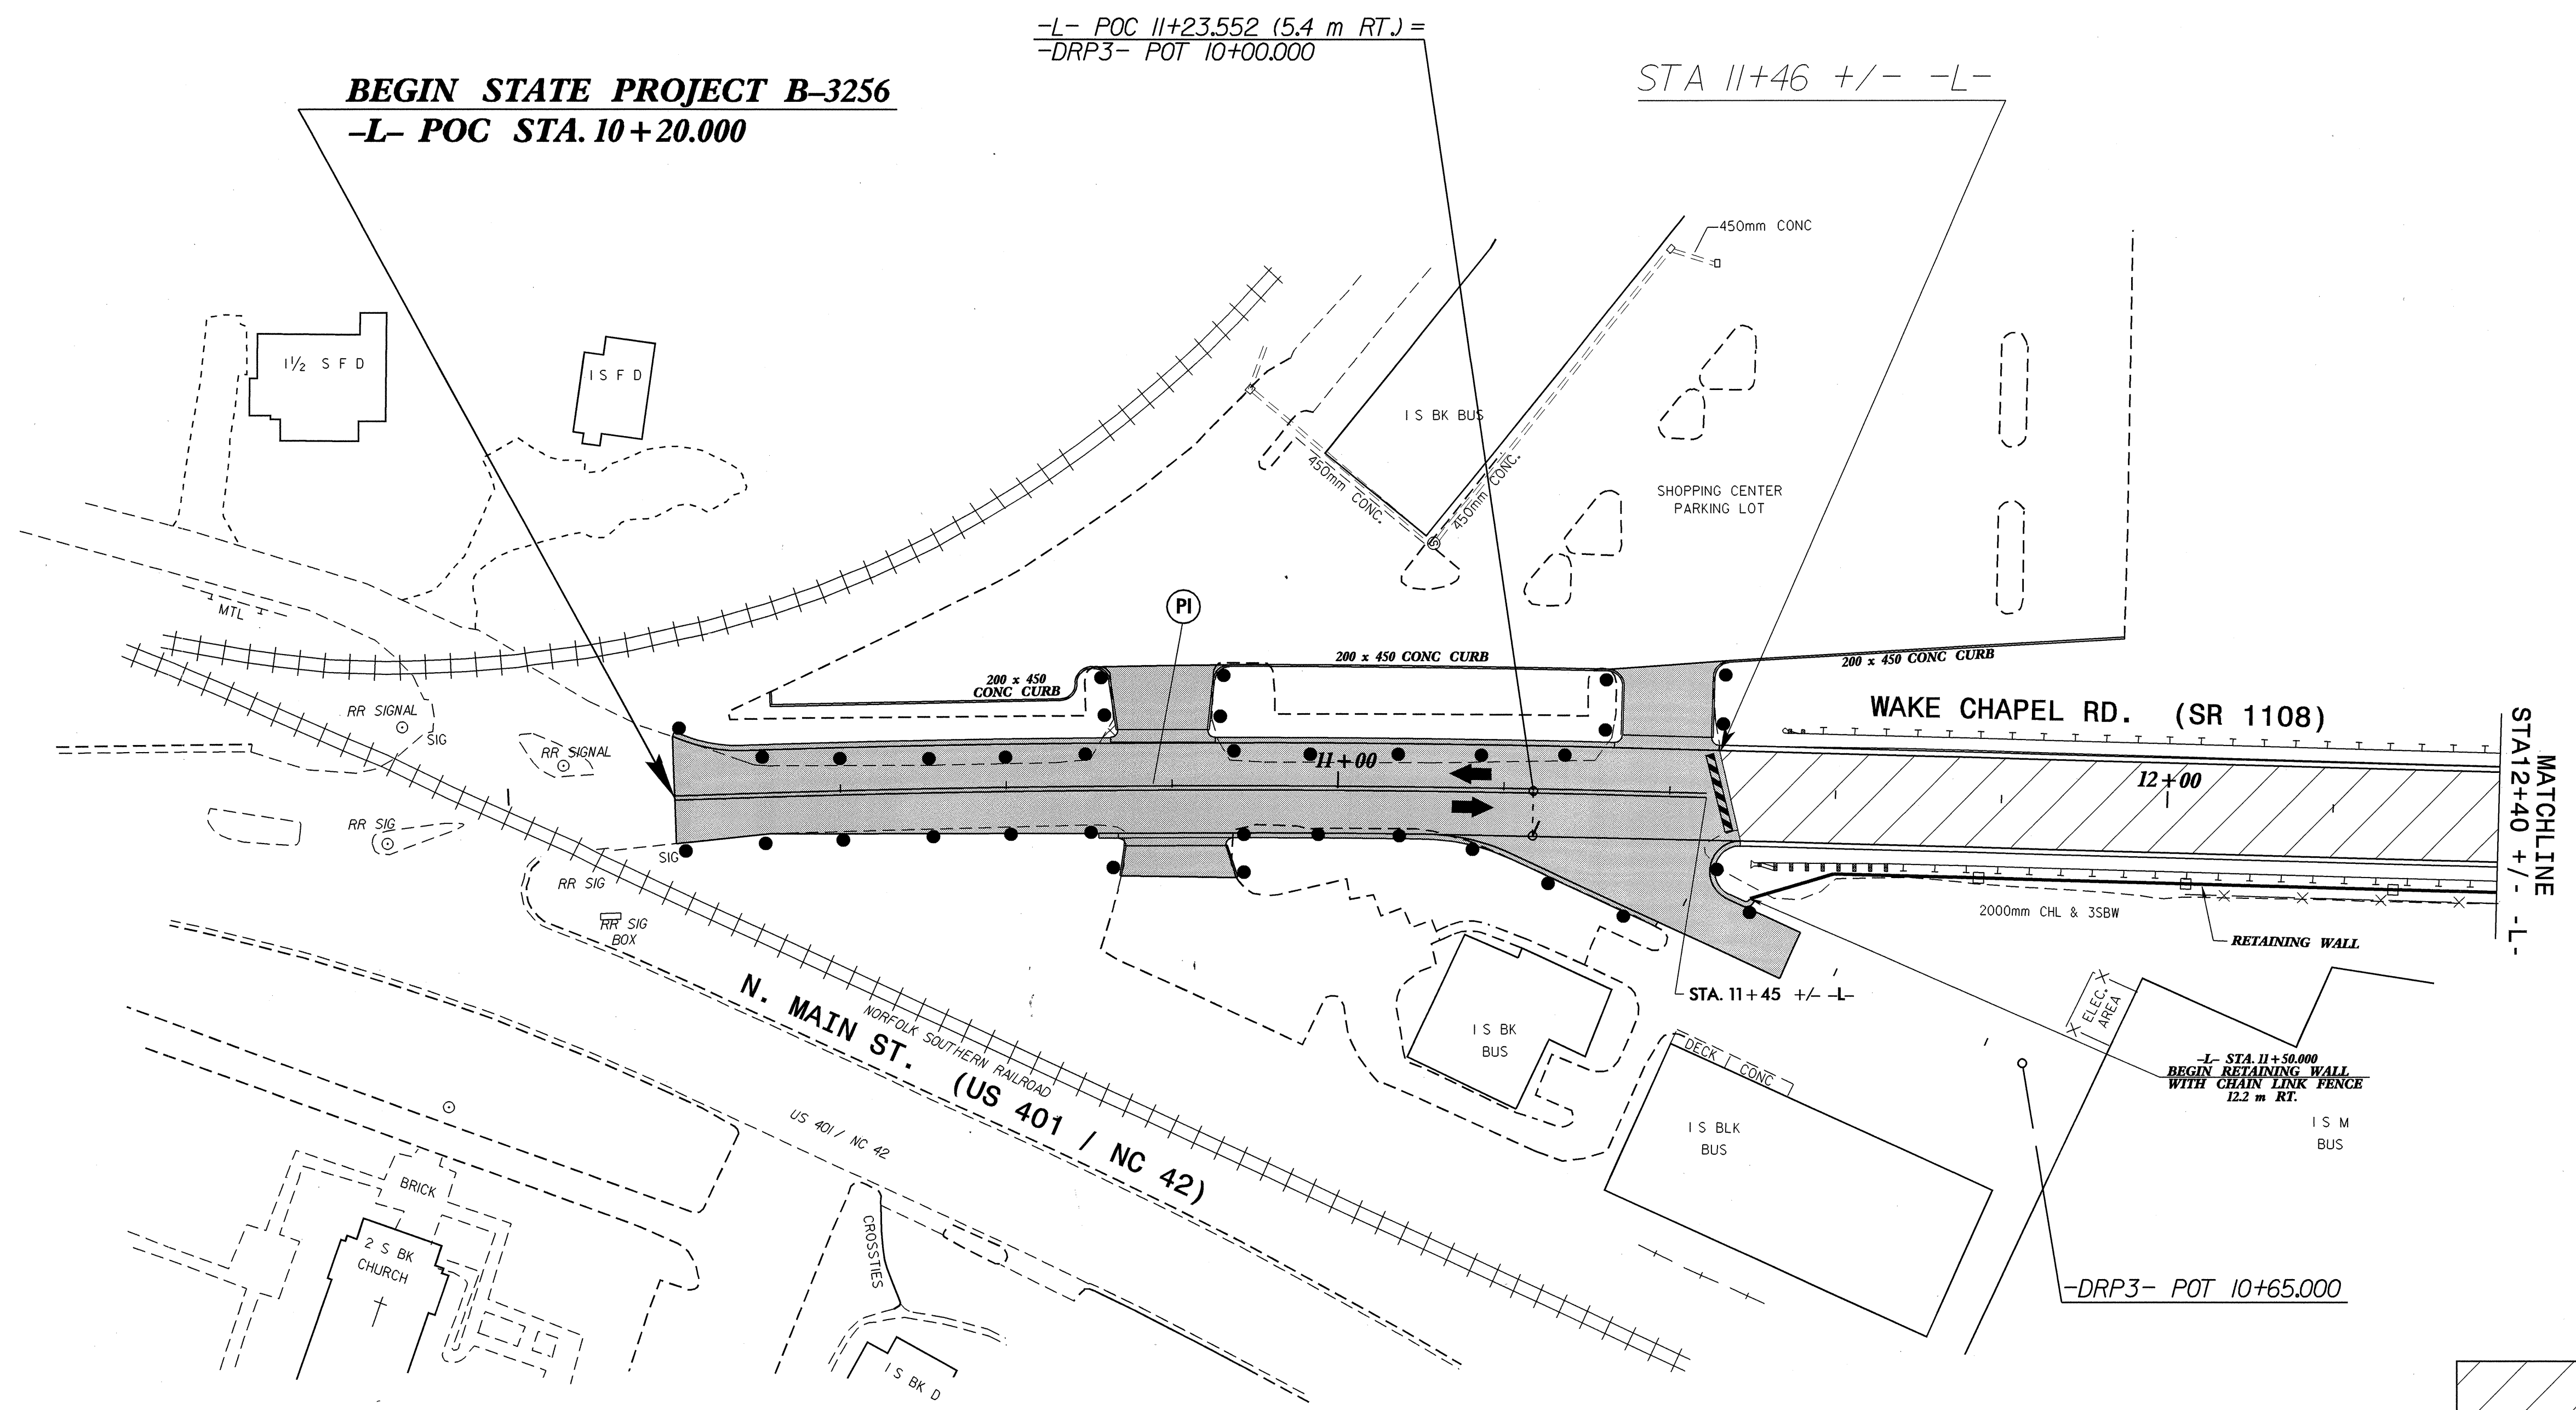 -L- POC 11+23.552 (5.4 m RT.) =
-DRP3- POT 10+00.000
BEGIN STATE PROJECT B-3256
-L- POC STA. 10+20.000
STA 11+46 +/- -L-
450mm CONC
1½ S F D
1 S F D
1 S BK BUS
450mm CONC.
450mm CONC.
SHOPPING CENTER
PARKING LOT
MTL
PI
200 x 450
CONC CURB
200 x 450 CONC CURB
200 x 450 CONC CURB
WAKE CHAPEL RD. (SR 1108)
MATCHLINE
STA12+40 +/- -L-
RR SIGNAL
SIG
RR SIGNAL
11+00
12+00
RR SIG
SIG
RR SIG
RR SIG
BOX
2000mm CHL & 3SBW
RETAINING WALL
N. MAIN ST. (US 401 / NC 42)
NORFOLK SOUTHERN RAILROAD
STA. 11+45 +/- -L-
ELEC.
AREA
1 S BK
BUS
DECK
CONC
-L- STA. 11+50.000
BEGIN RETAINING WALL
WITH CHAIN LINK FENCE
12.2 m RT.
1 S M
BUS
US 401 / NC 42
1 S BLK
BUS
BRICK
CROSSTIES
2 S BK
CHURCH
-DRP3- POT 10+65.000
1 S BK D